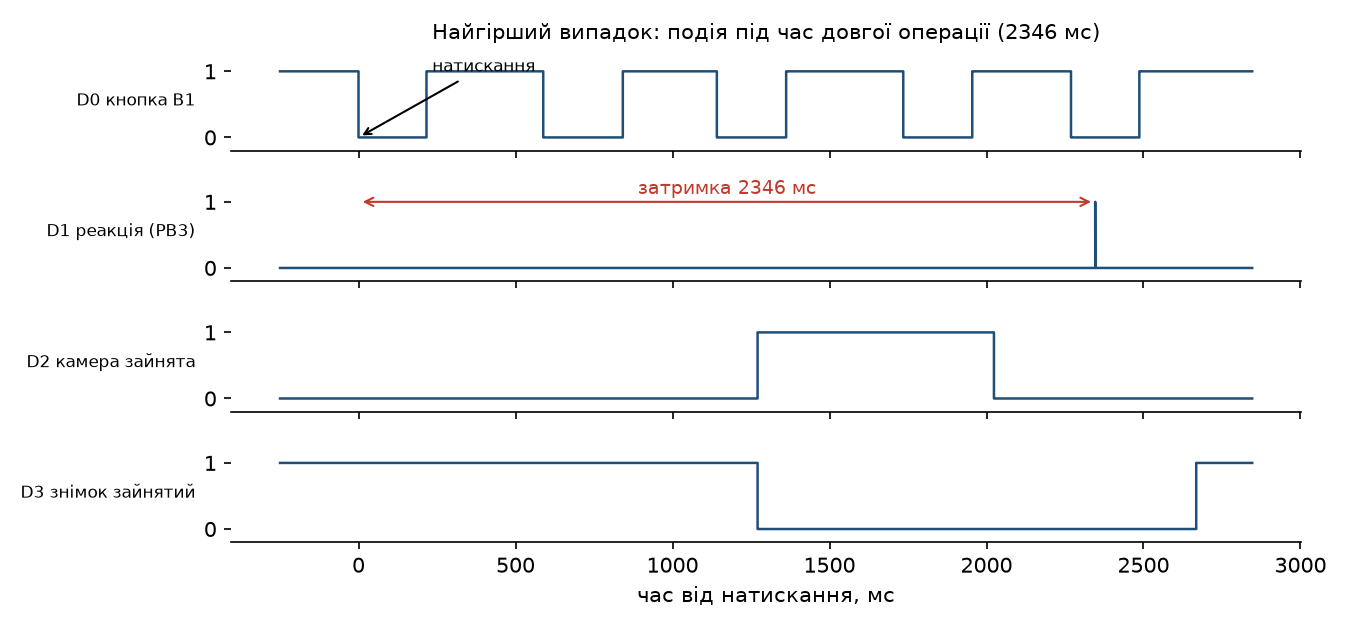 Найгірший випадок: подія під час довгої операції (2346 мс)
натискання
D0 кнопка B1
1
0
затримка 2346 мс
D1 реакція (PB3)
1
0
D2 камера зайнята
1
0
D3 знімок зайнятий
1
0
0 500 1000 1500 2000 2500 3000
час від натискання, мс